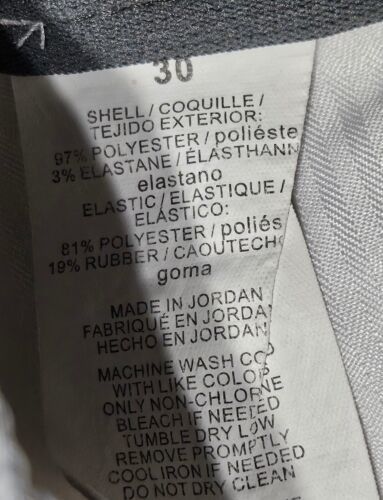 30
SHELL / COQUILLE /
TEJIDO EXTERIOR:
97% POLYESTER / poliéste
3% ELASTANE / ÉLASTHANN
elastano
ELASTIC / ELASTIQUE /
ELÁSTICO:
81% POLYESTER / poliés
19% RUBBER / CAOUTCHO
goma
MADE IN JORDAN
FABRIQUÉ EN JORDA
HECHO EN JORDAN
MACHINE WASH CO
WITH LIKE COLOR
ONLY NON-CHLORINE
BLEACH IF NEEDED
TUMBLE DRY LOW
REMOVE PROMPTLY
COOL IRON IF NEEDED
DO NOT DRY CLEAN